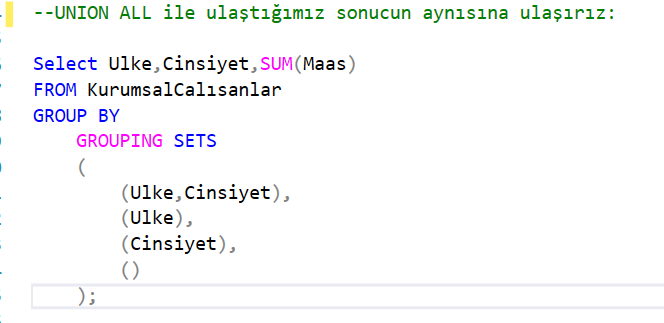 --UNION ALL ile ulaştığımız sonucun aynısına ulaşırız:
Select Ulke,Cinsiyet,SUM(Maas)
FROM KurumsalCalısanlar
GROUP BY
GROUPING SETS
(
(Ulke,Cinsiyet),
(Ulke),
(Cinsiyet),
()
);